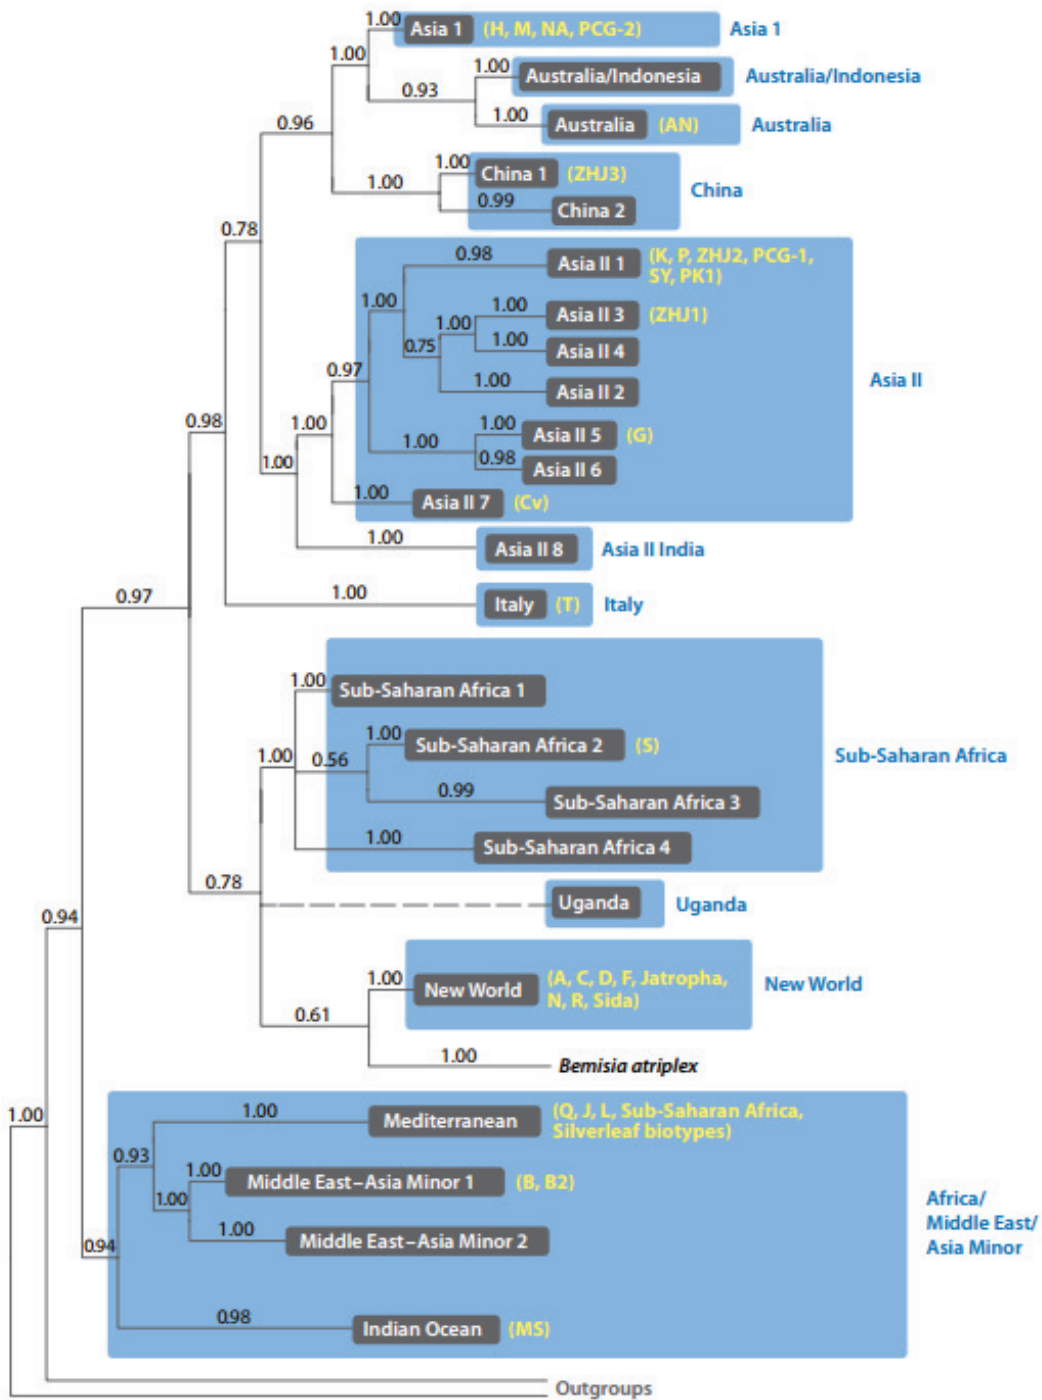 1.00
Asia 1 (H, M, NA, PCG-2) Asia 1
1.00
1.00
Australia/Indonesia Australia/Indonesia
0.93
1.00
Australia (AN) Australia
0.96
1.00
China 1 (ZHJ3)
1.00
China
0.99
China 2
0.78
0.98
Asia II 1 (K, P, ZHJ2, PCG-1,
SY, PK1)
1.00
1.00
Asia II 3 (ZHJ1)
1.00
0.75
1.00
Asia II 4
0.97
Asia II
1.00
Asia II 2
0.98
1.00
1.00
Asia II 5 (G)
1.00
0.98
Asia II 6
1.00
1.00
Asia II 7 (Cv)
1.00
Asia II 8 Asia II India
0.97
1.00
Italy (T) Italy
1.00
Sub-Saharan Africa 1
1.00
Sub-Saharan Africa 2 (S)
1.00
0.56
Sub-Saharan Africa
0.99
Sub-Saharan Africa 3
1.00
Sub-Saharan Africa 4
0.78
Uganda Uganda
0.94
1.00
New World (A, C, D, F, Jatropha,
N, R, Sida)
New World
0.61
1.00
Bemisia atriplex
1.00
1.00
Mediterranean (Q, J, L, Sub-Saharan Africa,
Silverleaf biotypes)
0.93
1.00
Middle East–Asia Minor 1 (B, B2)
1.00
Africa/
Middle East/
Asia Minor
1.00
Middle East–Asia Minor 2
0.94
0.98
Indian Ocean (MS)
Outgroups